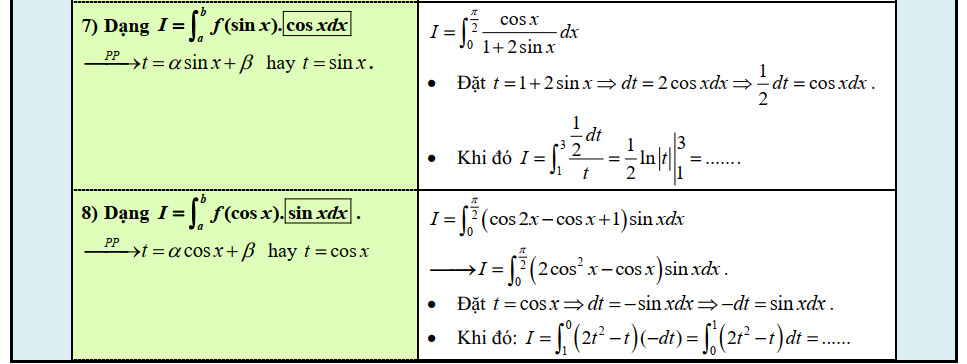 7) Dạng I = ∫_a^b f(sin x).cos xdx
—PP→ t = α sin x + β hay t = sin x.
I = ∫_0^{π/2} cos x / (1 + 2 sin x) dx
• Đặt t = 1 + 2 sin x ⇒ dt = 2 cos xdx ⇒ 1/2 dt = cos xdx .
• Khi đó I = ∫_1^3 (1/2 dt) / t = 1/2 ln|t| |_1^3 = .......
8) Dạng I = ∫_a^b f(cos x).sin xdx .
—PP→ t = α cos x + β hay t = cos x
I = ∫_0^{π/2} (cos 2x − cos x + 1) sin xdx
⟶ I = ∫_0^{π/2} (2 cos² x − cos x) sin xdx .
• Đặt t = cos x ⇒ dt = − sin xdx ⇒ −dt = sin xdx .
• Khi đó: I = ∫_1^0 (2t² − t)(−dt) = ∫_0^1 (2t² − t) dt = ......